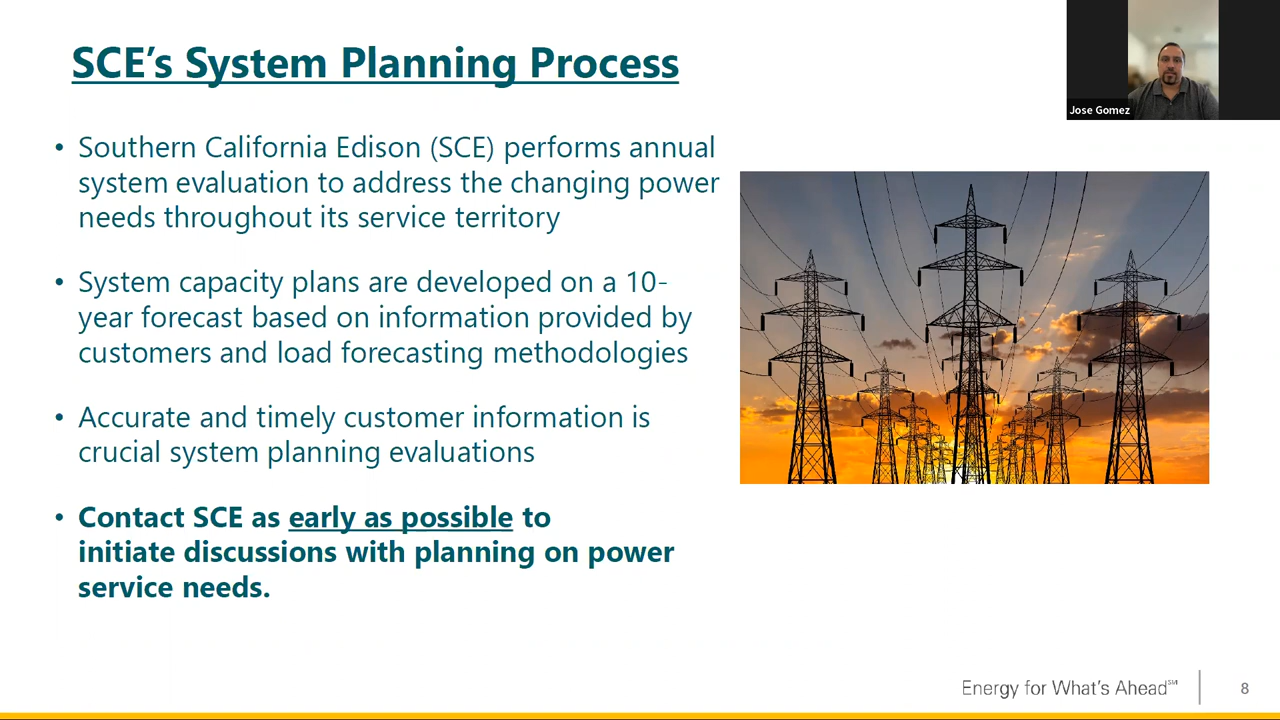 SCE's System Planning Process
Jose Gomez
• Southern California Edison (SCE) performs annual
system evaluation to address the changing power
needs throughout its service territory
• System capacity plans are developed on a 10-
year forecast based on information provided by
customers and load forecasting methodologies
• Accurate and timely customer information is
crucial system planning evaluations
• Contact SCE as early as possible to
initiate discussions with planning on power
service needs.
Energy for What's Ahead℠
8